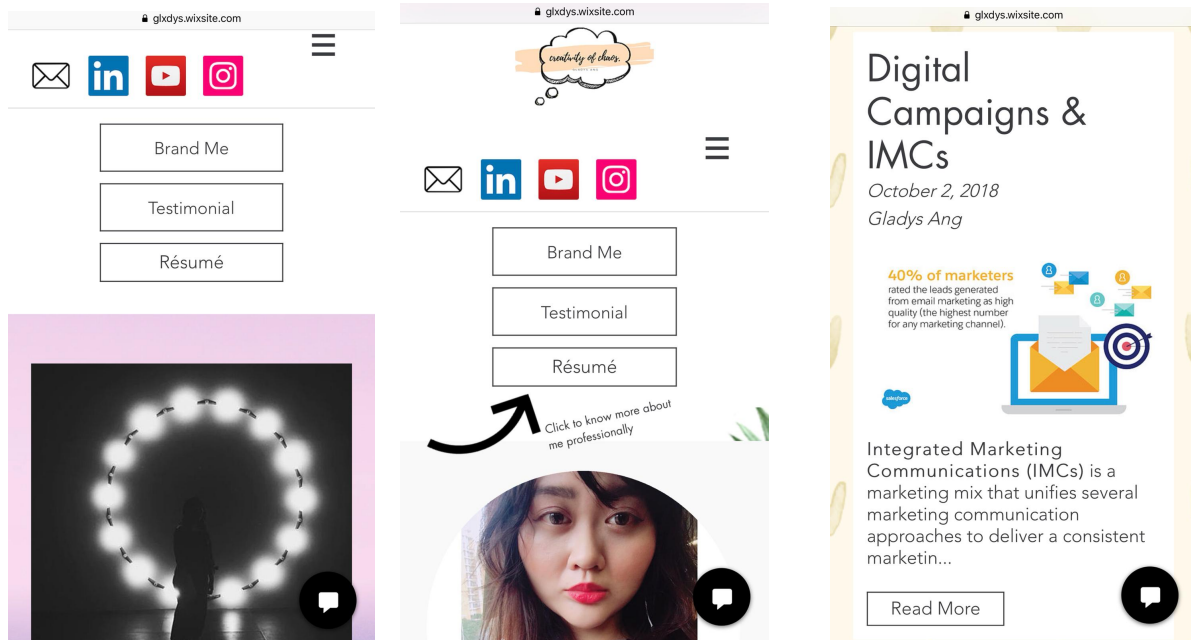 glxdys.wixsite.com
in
Brand Me
Testimonial
Résumé
glxdys.wixsite.com
creativity of chaos.
in
Brand Me
Testimonial
Résumé
Click to know more about
me professionally
glxdys.wixsite.com
Digital
Campaigns &
IMCs
October 2, 2018
Gladys Ang
40% of marketers
rated the leads generated
from email marketing as high
quality (the highest number
for any marketing channel).
salesforce
Integrated Marketing
Communications (IMCs) is a
marketing mix that unifies several
marketing communication
approaches to deliver a consistent
marketin...
Read More